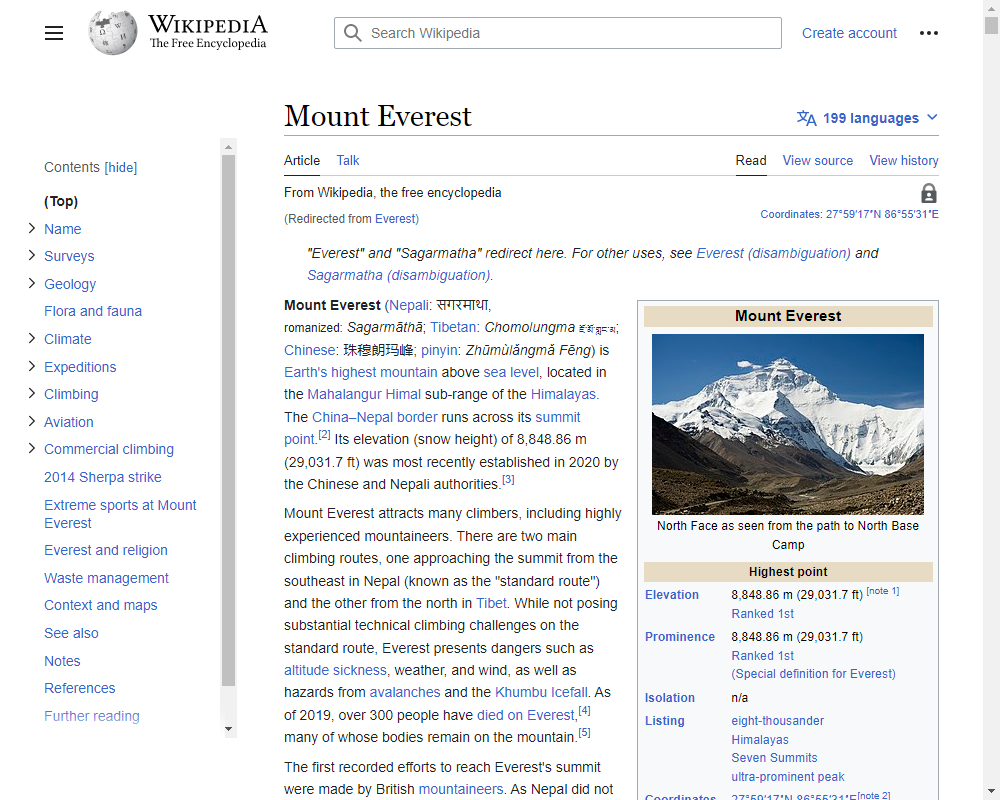 WIKIPEDIA
The Free Encyclopedia
Search Wikipedia
Create account
Mount Everest
199 languages
Article Talk
Read View source View history
From Wikipedia, the free encyclopedia
(Redirected from Everest)
Coordinates: 27°59′17″N 86°55′31″E
"Everest" and "Sagarmatha" redirect here. For other uses, see Everest (disambiguation) and
Sagarmatha (disambiguation).
Contents [hide]
(Top)
Name
Surveys
Geology
Flora and fauna
Climate
Expeditions
Climbing
Aviation
Commercial climbing
2014 Sherpa strike
Extreme sports at Mount
Everest
Everest and religion
Waste management
Context and maps
See also
Notes
References
Further reading
Mount Everest (Nepali: सगरमाथा,
romanized: Sagarmāthā; Tibetan: Chomolungma ;
Chinese: 珠穆朗玛峰; pinyin: Zhūmùlǎngmǎ Fēng) is
Earth's highest mountain above sea level, located in
the Mahalangur Himal sub-range of the Himalayas.
The China–Nepal border runs across its summit
point.[2] Its elevation (snow height) of 8,848.86 m
(29,031.7 ft) was most recently established in 2020 by
the Chinese and Nepali authorities.[3]
Mount Everest attracts many climbers, including highly
experienced mountaineers. There are two main
climbing routes, one approaching the summit from the
southeast in Nepal (known as the "standard route")
and the other from the north in Tibet. While not posing
substantial technical climbing challenges on the
standard route, Everest presents dangers such as
altitude sickness, weather, and wind, as well as
hazards from avalanches and the Khumbu Icefall. As
of 2019, over 300 people have died on Everest,[4]
many of whose bodies remain on the mountain.[5]
The first recorded efforts to reach Everest's summit
were made by British mountaineers. As Nepal did not
Mount Everest
North Face as seen from the path to North Base
Camp
Highest point
Elevation 8,848.86 m (29,031.7 ft) [note 1]
Ranked 1st
Prominence 8,848.86 m (29,031.7 ft)
Ranked 1st
(Special definition for Everest)
Isolation n/a
Listing eight-thousander
Himalayas
Seven Summits
ultra-prominent peak
Coordinates 27°59′17″N 86°55′31″E[note 2]